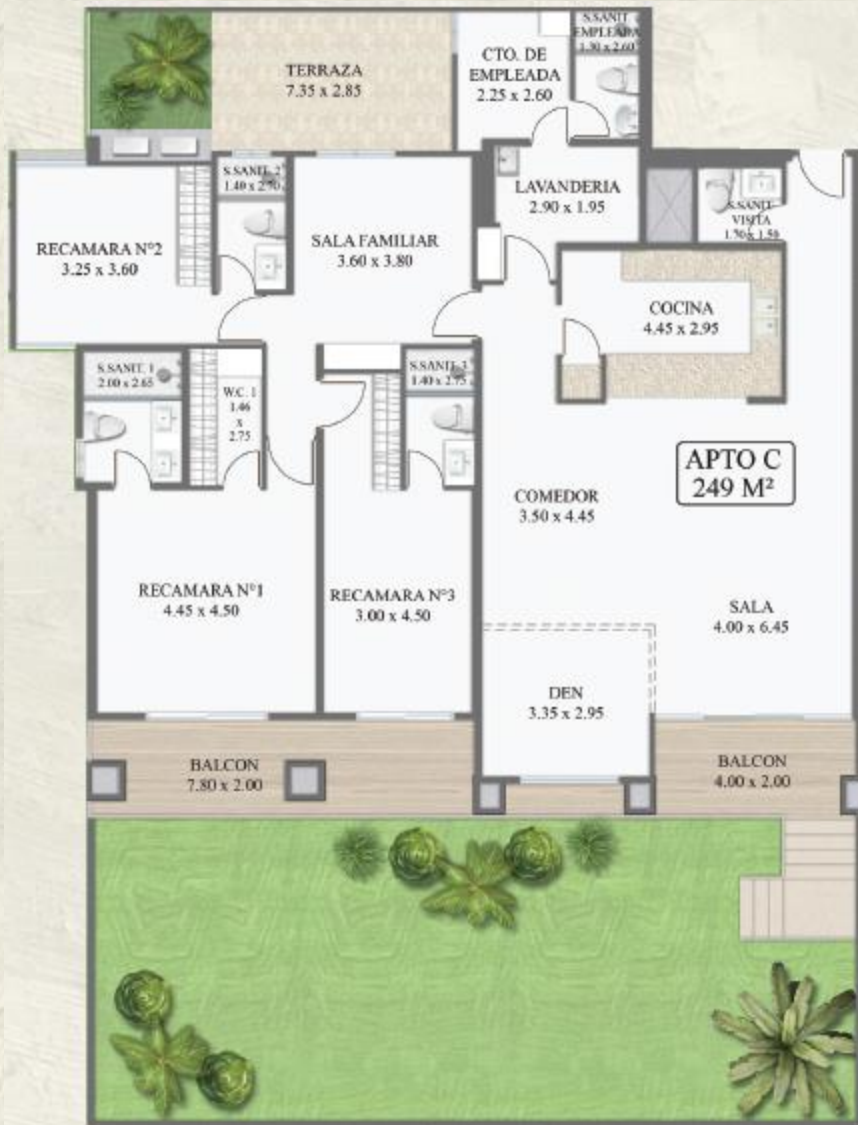 S.SANIT
EMPLEADA
1.30 x 2.60
CTO. DE
EMPLEADA
2.25 x 2.60
TERRAZA
7.35 x 2.85
S.SANIT. 2
1.40 x 2.70
LAVANDERIA
2.90 x 1.95
S.SANIT
VISITA
1.70 x 1.50
RECAMARA N°2
3.25 x 3.60
SALA FAMILIAR
3.60 x 3.80
COCINA
4.45 x 2.95
S.SANIT. 1
2.00 x 2.65
W.C. 1
1.46
x
2.75
S.SANIT. 3
1.40 x 2.75
APTO C
249 M²
COMEDOR
3.50 x 4.45
RECAMARA N°1
4.45 x 4.50
RECAMARA N°3
3.00 x 4.50
SALA
4.00 x 6.45
DEN
3.35 x 2.95
BALCON
7.80 x 2.00
BALCON
4.00 x 2.00